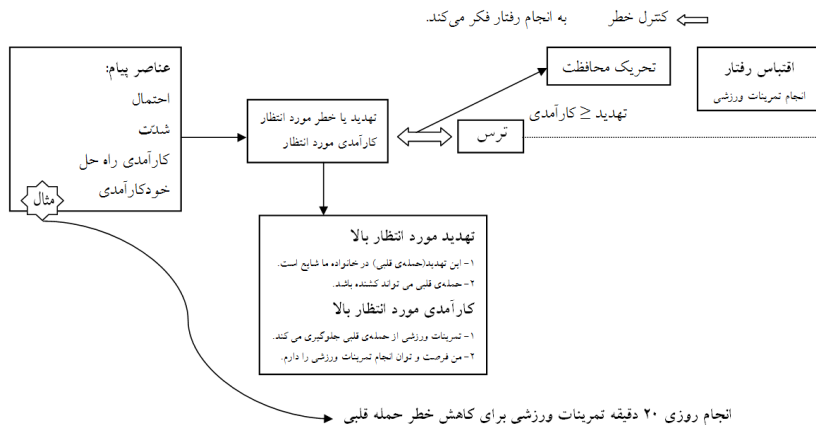 کنترل خطر
به انجام رفتار فکر می‌کند.
عناصر پیام:
احتمال
شدّت
کارآمدی راه حل
خودکارآمدی
مثال
تهدید یا خطر مورد انتظار
کارآمدی مورد انتظار
ترس
تهدید ≤ کارآمدی
تحریک محافظت
اقتباس رفتار
انجام تمرینات ورزشی
تهدید مورد انتظار بالا
۱- این تهدید(حمله‌ی قلبی) در خانواده ما شایع است.
۲- حمله‌ی قلبی می تواند کشنده باشد.
کارآمدی مورد انتظار بالا
۱- تمرینات ورزشی از حمله‌ی قلبی جلوگیری می کند.
۲- من فرصت و توان انجام تمرینات ورزشی را دارم.
انجام روزی ۲۰ دقیقه تمرینات ورزشی برای کاهش خطر حمله قلبی